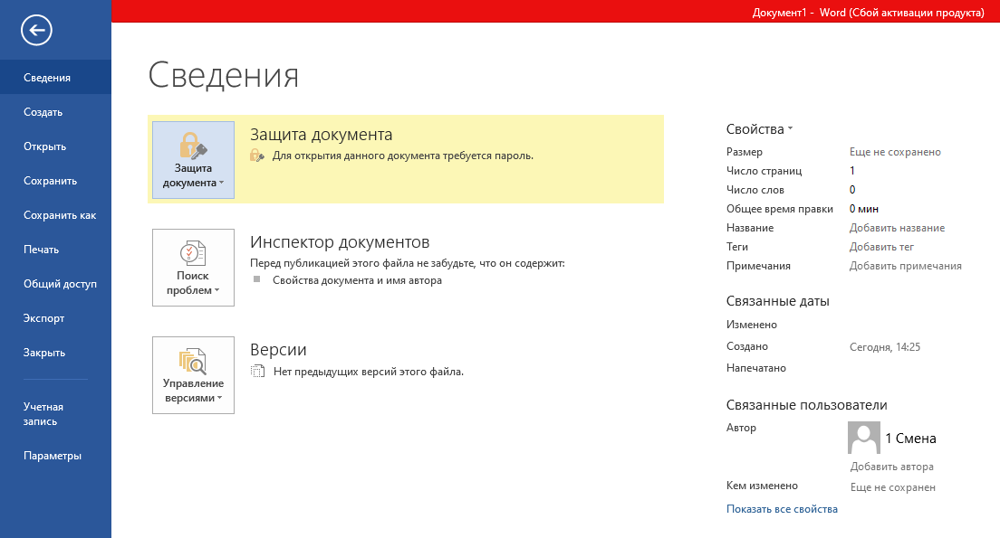 Документ1 - Word (Сбой активации продукта)
Сведения
Создать
Открыть
Сохранить
Сохранить как
Печать
Общий доступ
Экспорт
Закрыть
Учетная
запись
Параметры
Сведения
Защита
документа
Защита документа
Для открытия данного документа требуется пароль.
Поиск
проблем
Инспектор документов
Перед публикацией этого файла не забудьте, что он содержит:
Свойства документа и имя автора
Управление
версиями
Версии
Нет предыдущих версий этого файла.
Свойства
Размер Еще не сохранено
Число страниц 1
Число слов 0
Общее время правки 0 мин
Название Добавить название
Теги Добавить тег
Примечания Добавить примечания
Связанные даты
Изменено
Создано Сегодня, 14:25
Напечатано
Связанные пользователи
Автор 1 Смена
Добавить автора
Кем изменено Еще не сохранен
Показать все свойства